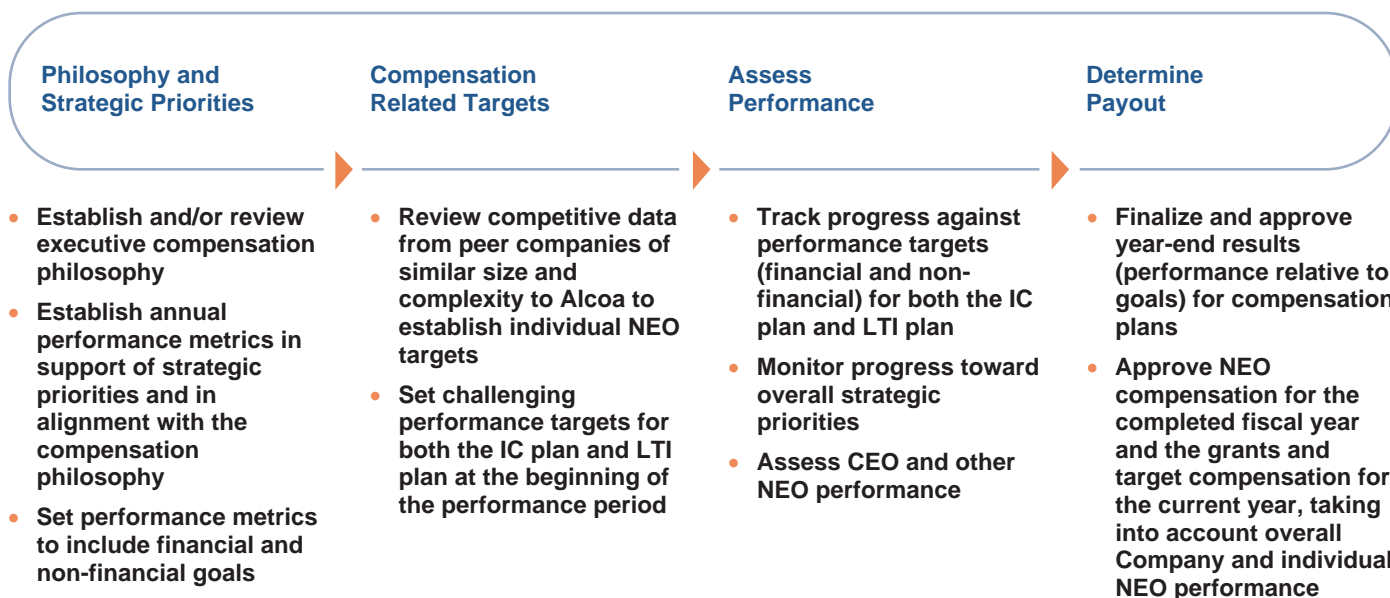 Philosophy and
Strategic Priorities
• Establish and/or review
executive compensation
philosophy
• Establish annual
performance metrics in
support of strategic
priorities and in
alignment with the
compensation
philosophy
• Set performance metrics
to include financial and
non-financial goals
Compensation
Related Targets
• Review competitive data
from peer companies of
similar size and
complexity to Alcoa to
establish individual NEO
targets
• Set challenging
performance targets for
both the IC plan and LTI
plan at the beginning of
the performance period
Assess
Performance
• Track progress against
performance targets
(financial and non-
financial) for both the IC
plan and LTI plan
• Monitor progress toward
overall strategic
priorities
• Assess CEO and other
NEO performance
Determine
Payout
• Finalize and approve
year-end results
(performance relative to
goals) for compensation
plans
• Approve NEO
compensation for the
completed fiscal year
and the grants and
target compensation for
the current year, taking
into account overall
Company and individual
NEO performance